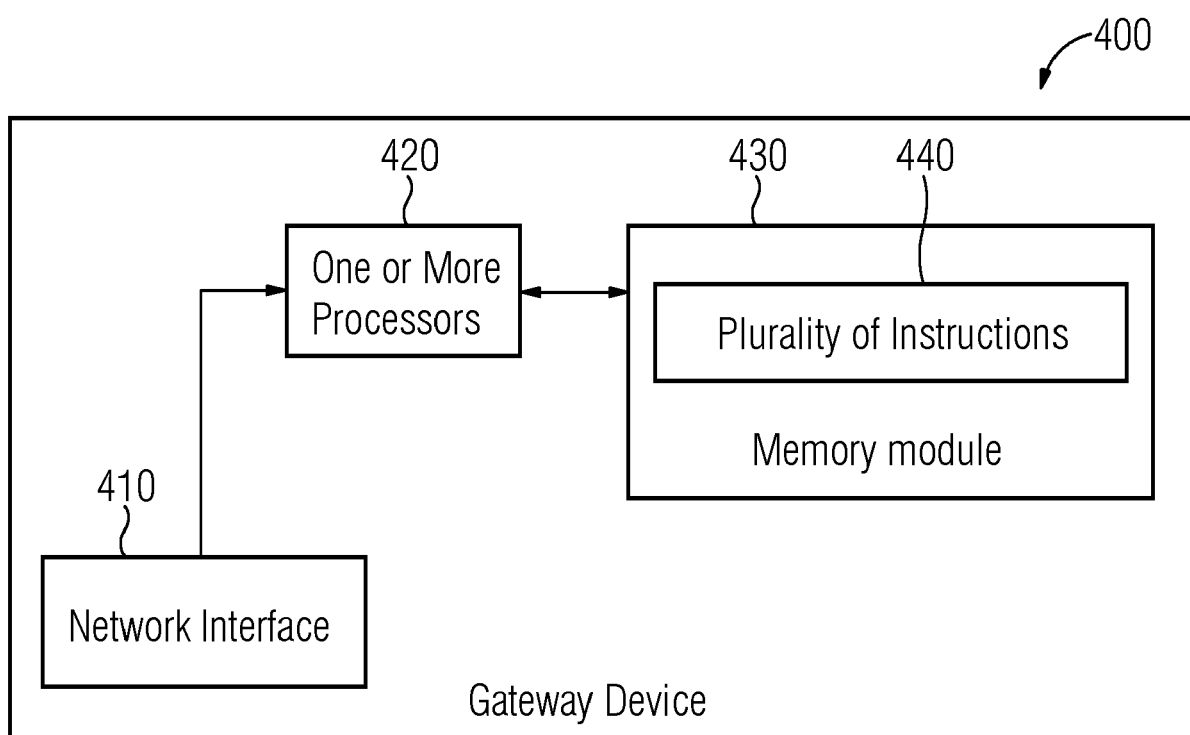 400
420
430
440
One or More
Processors
Plurality of Instructions
Memory module
410
Network Interface
Gateway Device